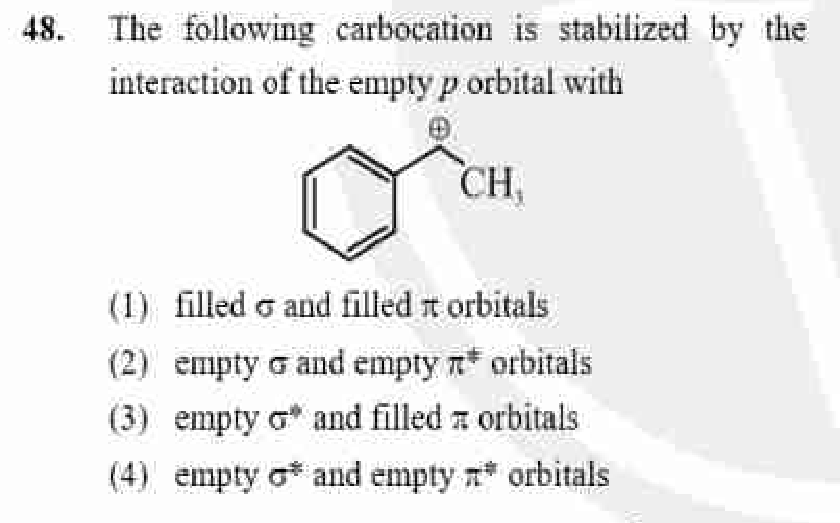 48. The following carbocation is stabilized by the
interaction of the empty p orbital with
⊕
CH₃
(1) filled σ and filled π orbitals
(2) empty σ and empty π* orbitals
(3) empty σ* and filled π orbitals
(4) empty σ* and empty π* orbitals